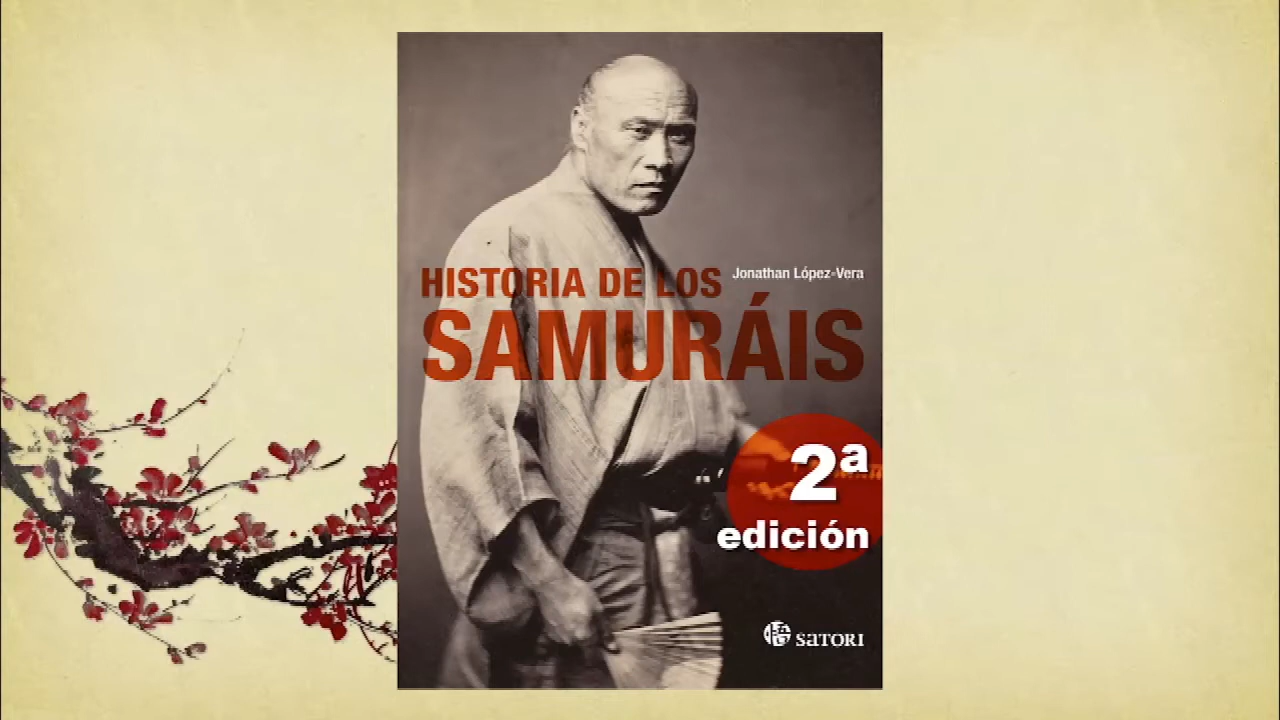 HISTORIA DE LOS
Jonathan López-Vera
SAMURÁIS
2ª
edición
SATORI